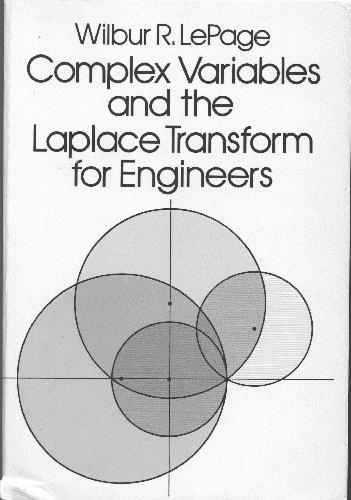 Wilbur R. LePage
Complex Variables
and the
Laplace Transform
for Engineers